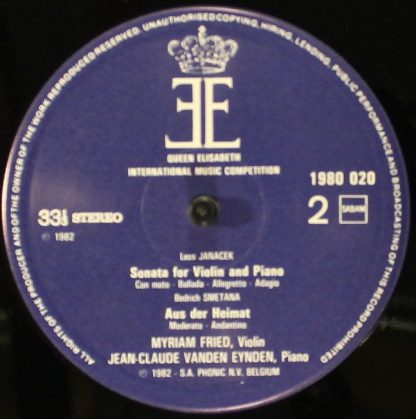 ALL RIGHTS OF THE PRODUCER AND OF THE OWNER OF THE WORK REPRODUCED RESERVED. UNAUTHORISED COPYING, HIRING, LENDING, PUBLIC PERFORMANCE AND BROADCASTING OF THIS RECORD PROHIBITED
EE
QUEEN ELISABETH
INTERNATIONAL MUSIC COMPETITION
1980 020
33⅓ STEREO
2
SABAM
℗ 1982
Leos JANACEK
Sonata for Violin and Piano
Con moto - Ballada - Allegretto - Adagio
Bedrich SMETANA
Aus der Heimat
Moderato - Andantino
MYRIAM FRIED, Violin
JEAN-CLAUDE VANDEN EYNDEN, Piano
℗ 1982 - S.A. PHONIC N.V. BELGIUM